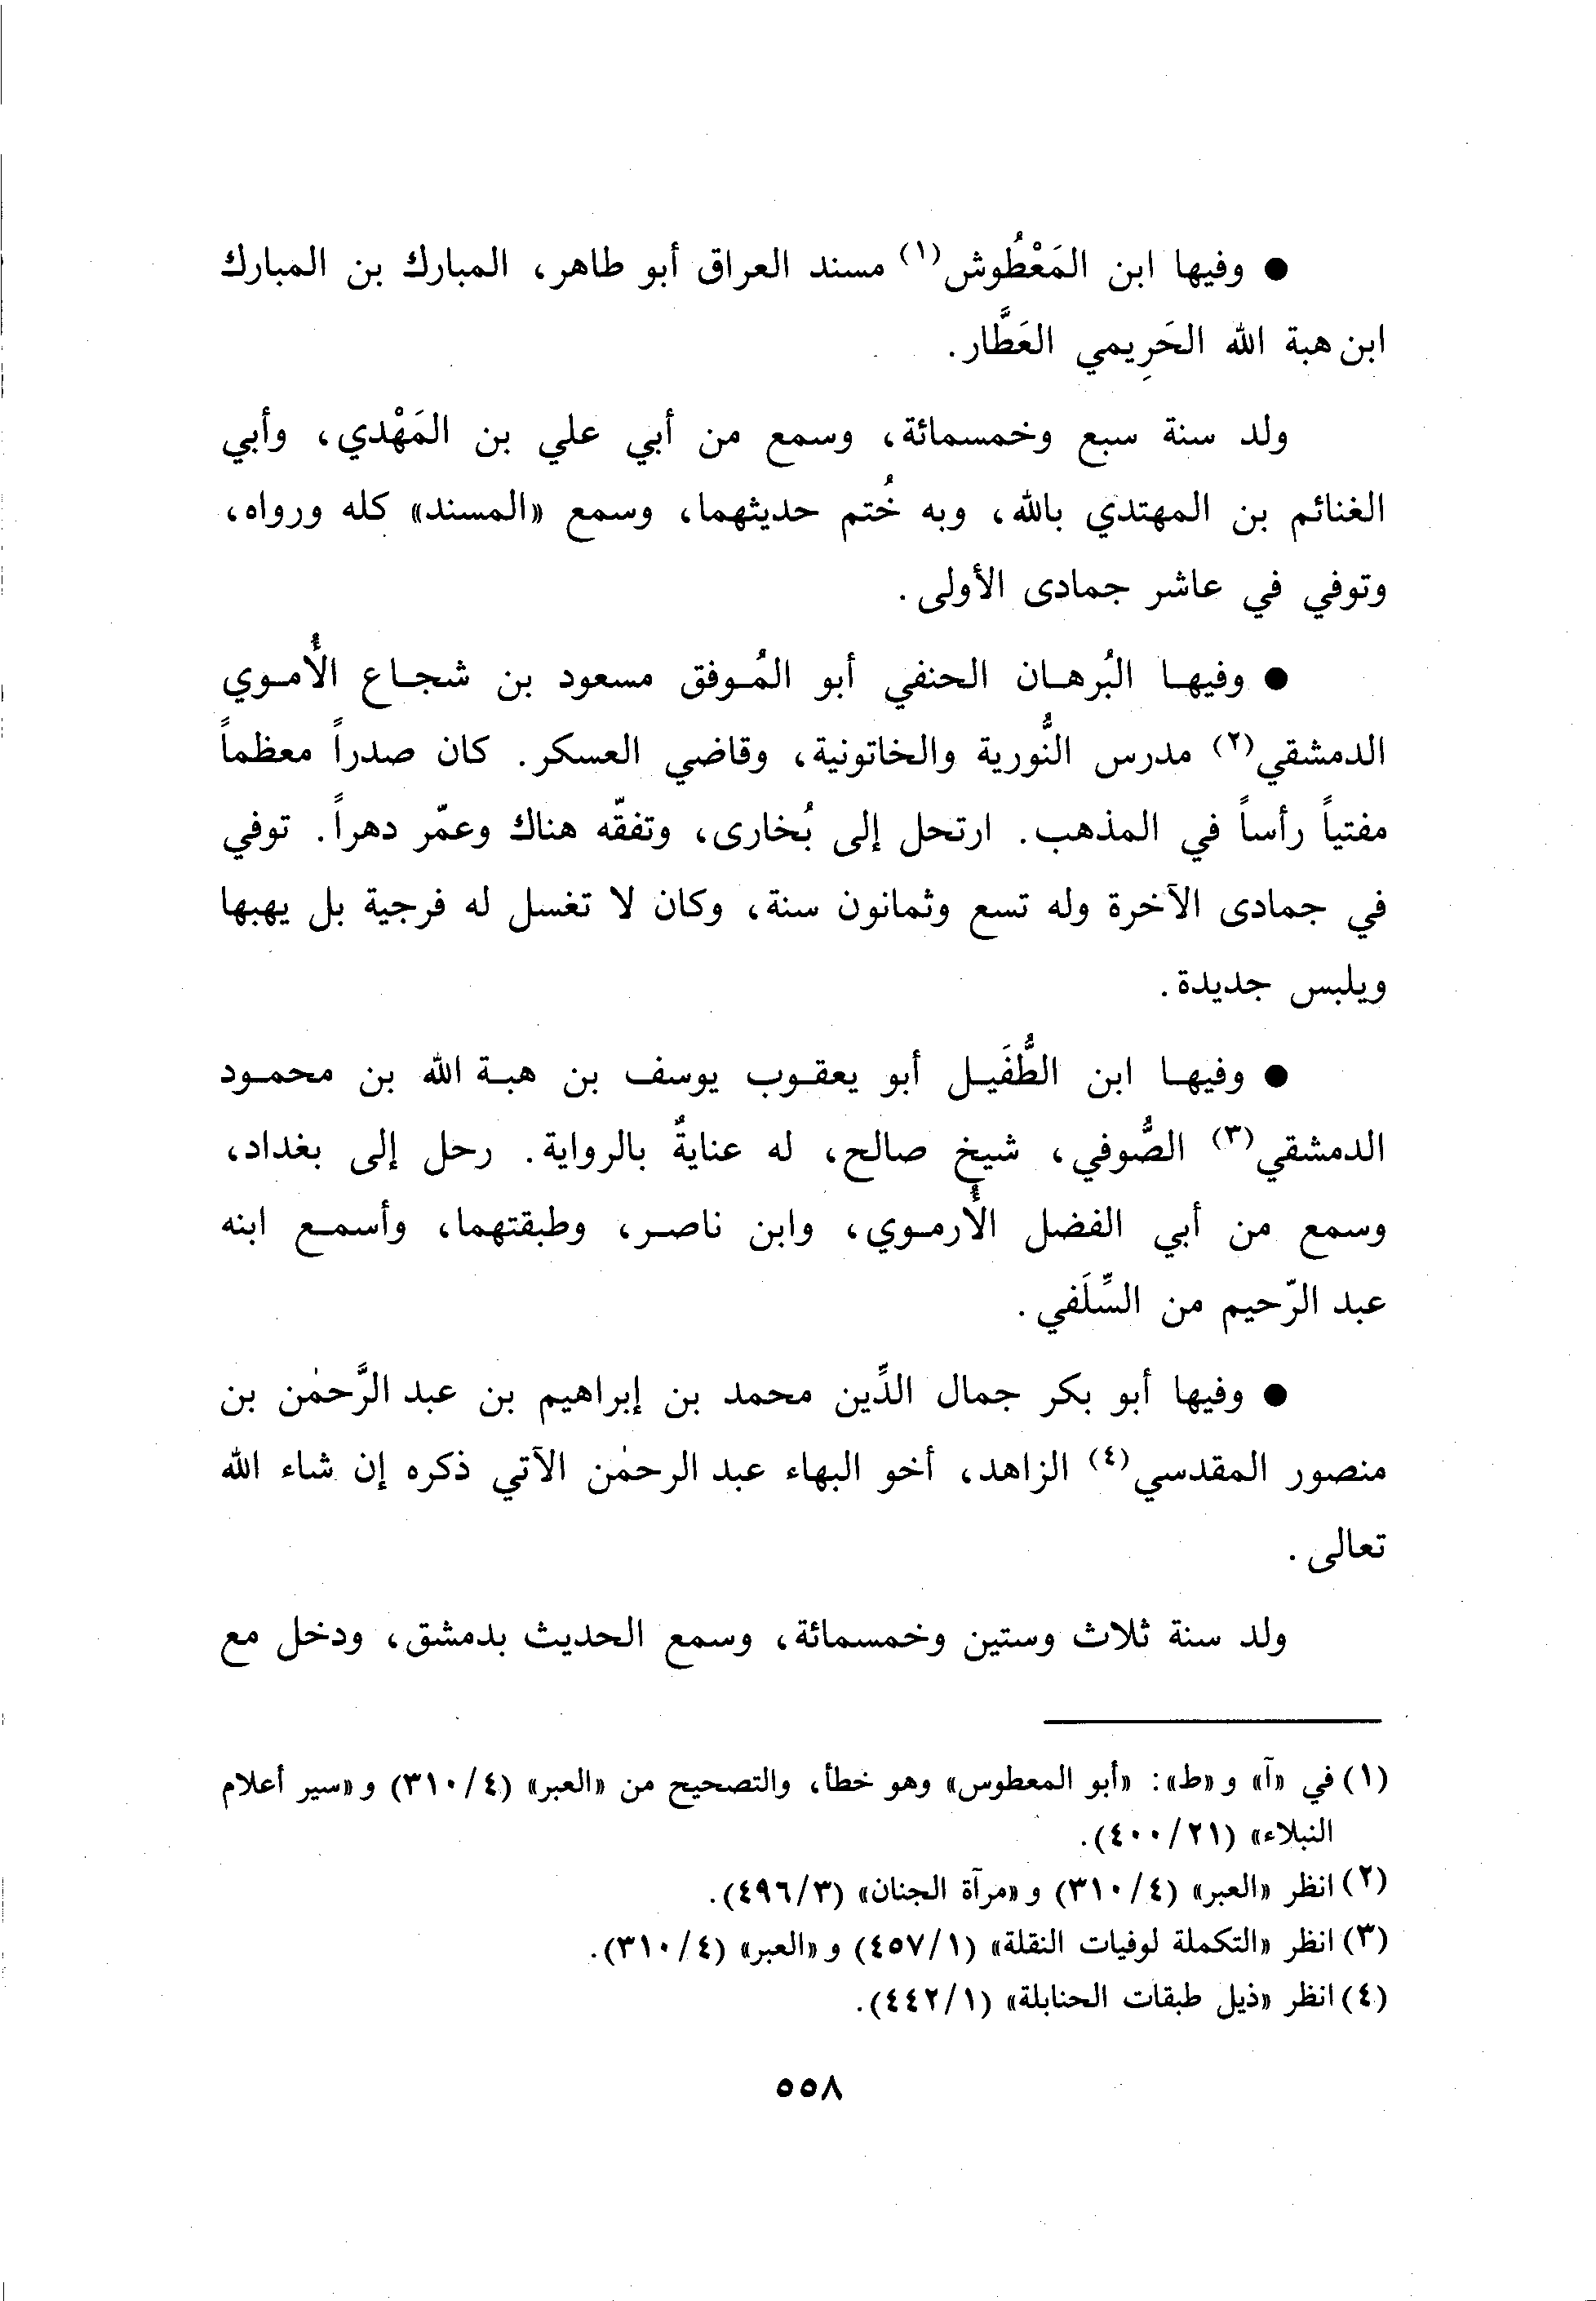 ● وفيها ابن المَعْطُوش(١) مسند العراق أبو طاهر، المبارك بن المبارك
ابن هبة الله الحَرِيمي العَطَّار.
ولد سنة سبع وخمسمائة، وسمع من أبي علي بن المَهْدي، وأبي
الغنائم بن المهتدي بالله، وبه خُتم حديثهما، وسمع «المسند» كله ورواه،
وتوفي في عاشر جمادى الأولى.
● وفيها البُرهان الحنفي أبو المُوفق مسعود بن شجاع الأُموي
الدمشقي(٢) مدرس النُّورية والخاتونية، وقاضي العسكر. كان صدراً معظماً
مفتياً رأساً في المذهب. ارتحل إلى بُخارى، وتفقّه هناك وعمّر دهراً. توفي
في جمادى الآخرة وله تسع وثمانون سنة، وكان لا تغسل له فرجية بل يهبها
ويلبس جديدة.
● وفيها ابن الطُّفَيل أبو يعقوب يوسف بن هبة الله بن محمود
الدمشقي(٣) الصُّوفي، شيخ صالح، له عنايةٌ بالرواية. رحل إلى بغداد،
وسمع من أبي الفضل الأُرموي، وابن ناصر، وطبقتهما، وأسمع ابنه
عبد الرّحيم من السِّلَفي.
● وفيها أبو بكر جمال الدِّين محمد بن إبراهيم بن عبد الرَّحمٰن بن
منصور المقدسي(٤) الزاهد، أخو البهاء عبد الرحمٰن الآتي ذكره إن شاء الله
تعالى.
ولد سنة ثلاث وستين وخمسمائة، وسمع الحديث بدمشق، ودخل مع
(١) في «آ» و «ط»: «أبو المعطوس» وهو خطأ، والتصحيح من «العبر» (٤/٣١٠) و «سير أعلام
النبلاء» (٢١/٤٠٠).
(٢) انظر «العبر» (٤/٣١٠) و «مرآة الجنان» (٣/٤٩٦).
(٣) انظر «التكملة لوفيات النقلة» (١/٤٥٧) و «العبر» (٤/٣١٠).
(٤) انظر «ذيل طبقات الحنابلة» (١/٤٤٢).
٥٥٨